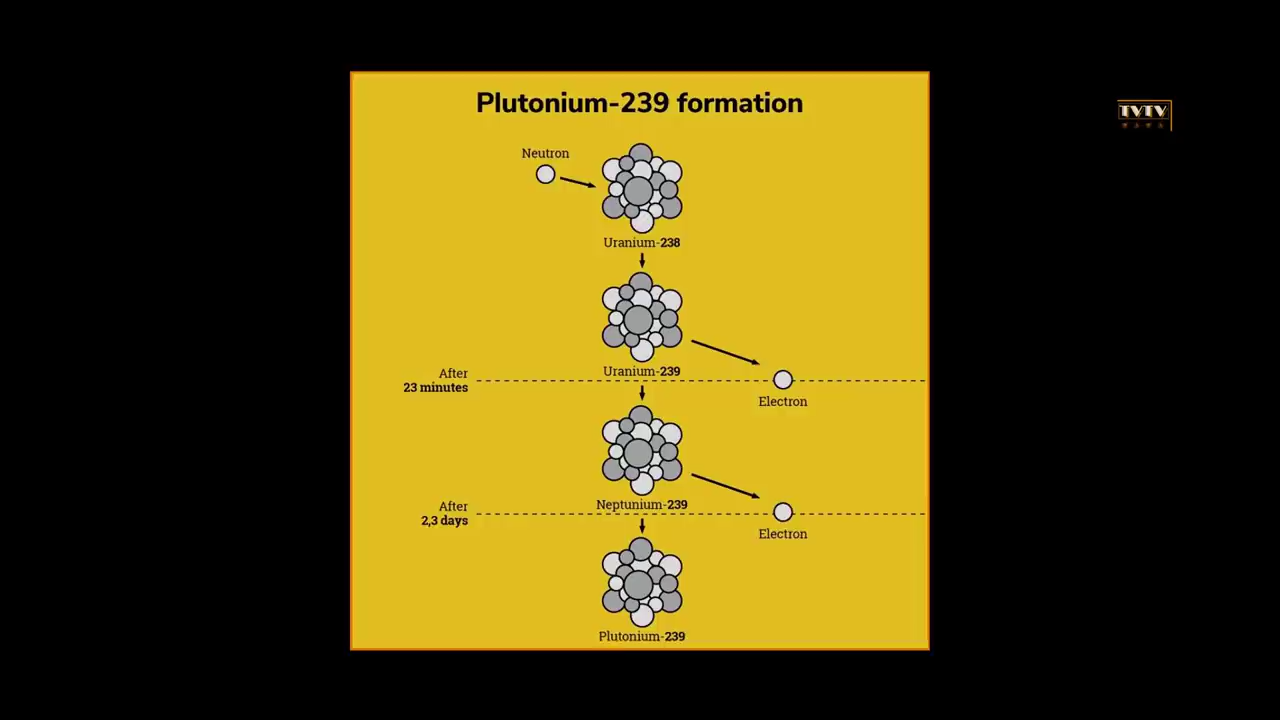 Plutonium-239 formation
TVTV
Neutron
Uranium-238
Uranium-239
After
23 minutes
Electron
Neptunium-239
After
2,3 days
Electron
Plutonium-239